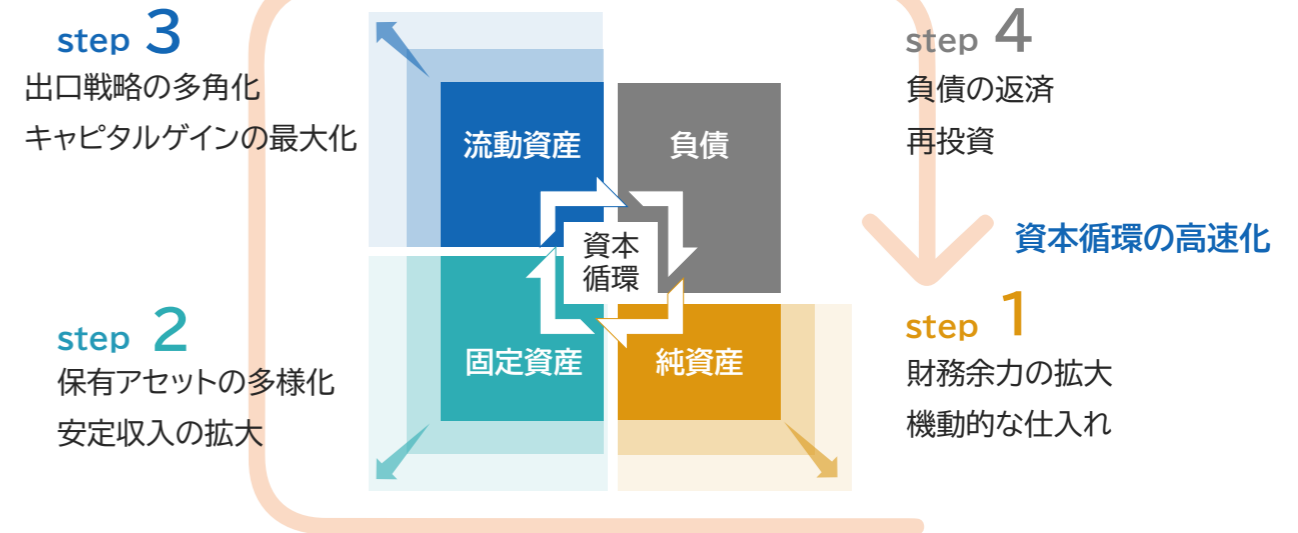 step 3
出口戦略の多角化
キャピタルゲインの最大化
step 4
負債の返済
再投資
流動資産
負債
資本
循環
資本循環の高速化
step 2
保有アセットの多様化
安定収入の拡大
固定資産
純資産
step 1
財務余力の拡大
機動的な仕入れ